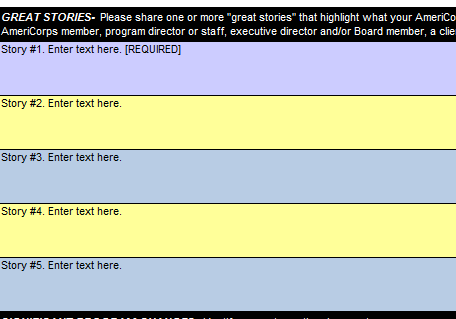 GREAT STORIES- Please share one or more "great stories" that highlight what your AmeriCo
AmeriCorps member, program director or staff, executive director and/or Board member, a clie
Story #1. Enter text here. [REQUIRED]
Story #2. Enter text here.
Story #3. Enter text here.
Story #4. Enter text here.
Story #5. Enter text here.